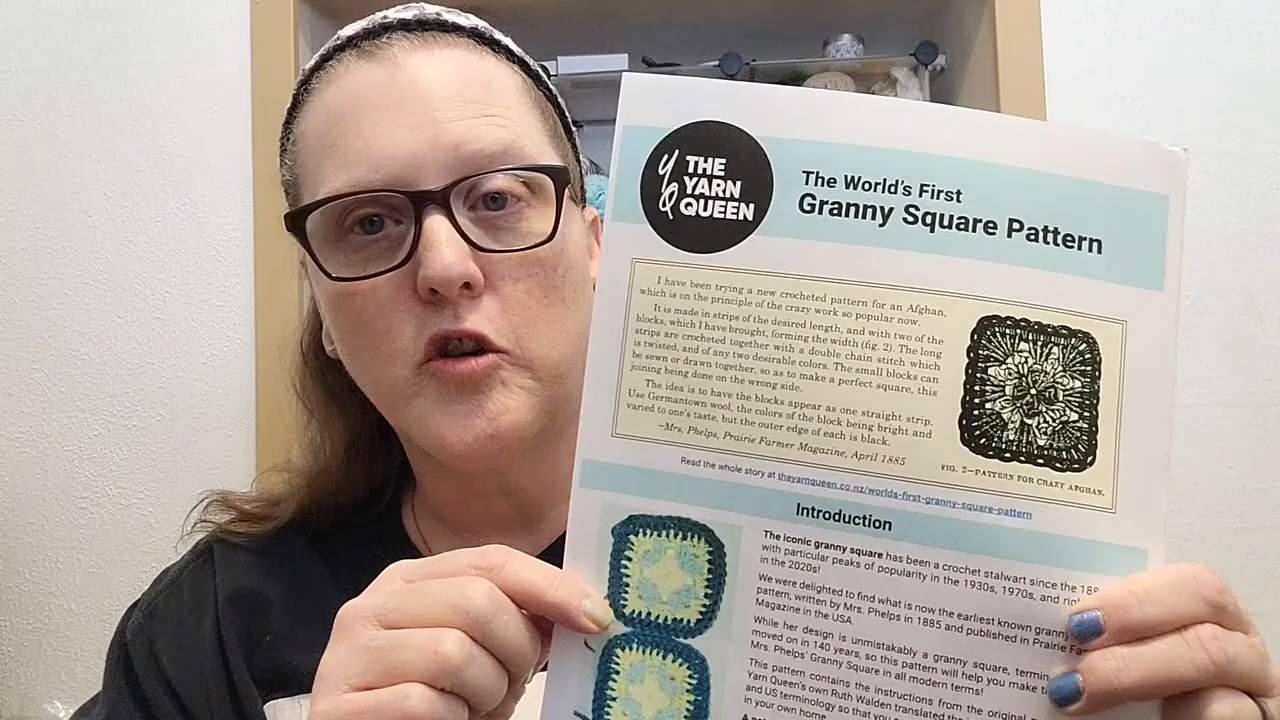 THE
YARN
QUEEN
The World's First
Granny Square Pattern
I have been trying a new crocheted pattern for an Afghan,
which is on the principle of the crazy work so popular now.
It is made in strips of the desired length, and with two of the
blocks, which I have brought, forming the width (fig. 2). The long
strips are crocheted together with a double chain stitch which
is twisted, and of any two desirable colors. The small blocks can
be sewn or drawn together, so as to make a perfect square, this
joining being done on the wrong side.
The idea is to have the blocks appear as one straight strip.
Use Germantown wool, the colors of the block being bright and
varied to one's taste, but the outer edge of each is black.
~Mrs. Phelps, Prairie Farmer Magazine, April 1885
FIG. 2—PATTERN FOR CRAZY AFGHAN.
Read the whole story at theyarnqueen.co.nz/worlds-first-granny-square-pattern
Introduction
The iconic granny square has been a crochet stalwart since the 188
with particular peaks of popularity in the 1930s, 1970s, and
in the 2020s!
We were delighted to find what is now the earliest known granny
pattern, written by Mrs. Phelps in 1885 and published in Prairie
Magazine in the USA.
While her design is unmistakably a granny square,
moved on in 140 years, so this pattern will help you make
Mrs. Phelps' Granny Square in all modern terms!
This pattern contains the instructions from the original
Yarn Queen's own Ruth Walden translated the
and US terminology so that you
in your own home